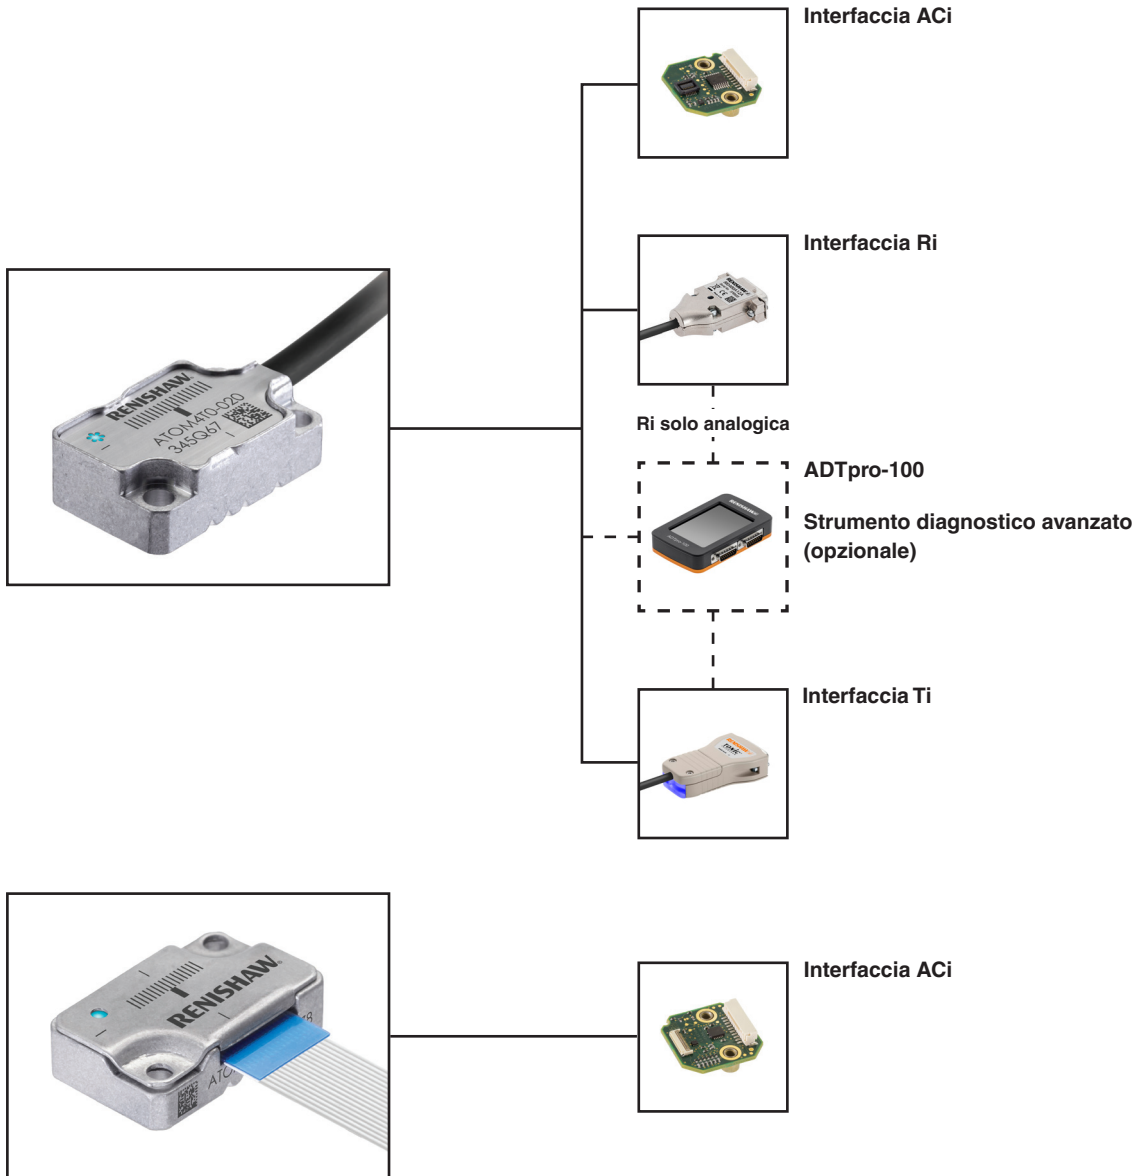 Interfaccia ACi
Interfaccia Ri
RENISHAW
ATOM4T0-020
345Q67
Ri solo analogica
ADTpro-100
Strumento diagnostico avanzato
(opzionale)
Interfaccia Ti
RENISHAW
Interfaccia ACi